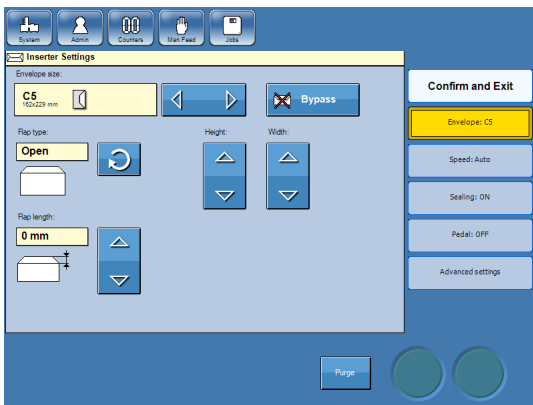 System
Admin
Counters
Man.Feed
Jobs
Inserter Settings
Envelope size:
C5
162x229 mm
Bypass
Flap type:
Height:
Width:
Open
Flap length:
0 mm
Confirm and Exit
Envelope: C5
Speed: Auto
Sealing: ON
Pedal: OFF
Advanced settings
Purge